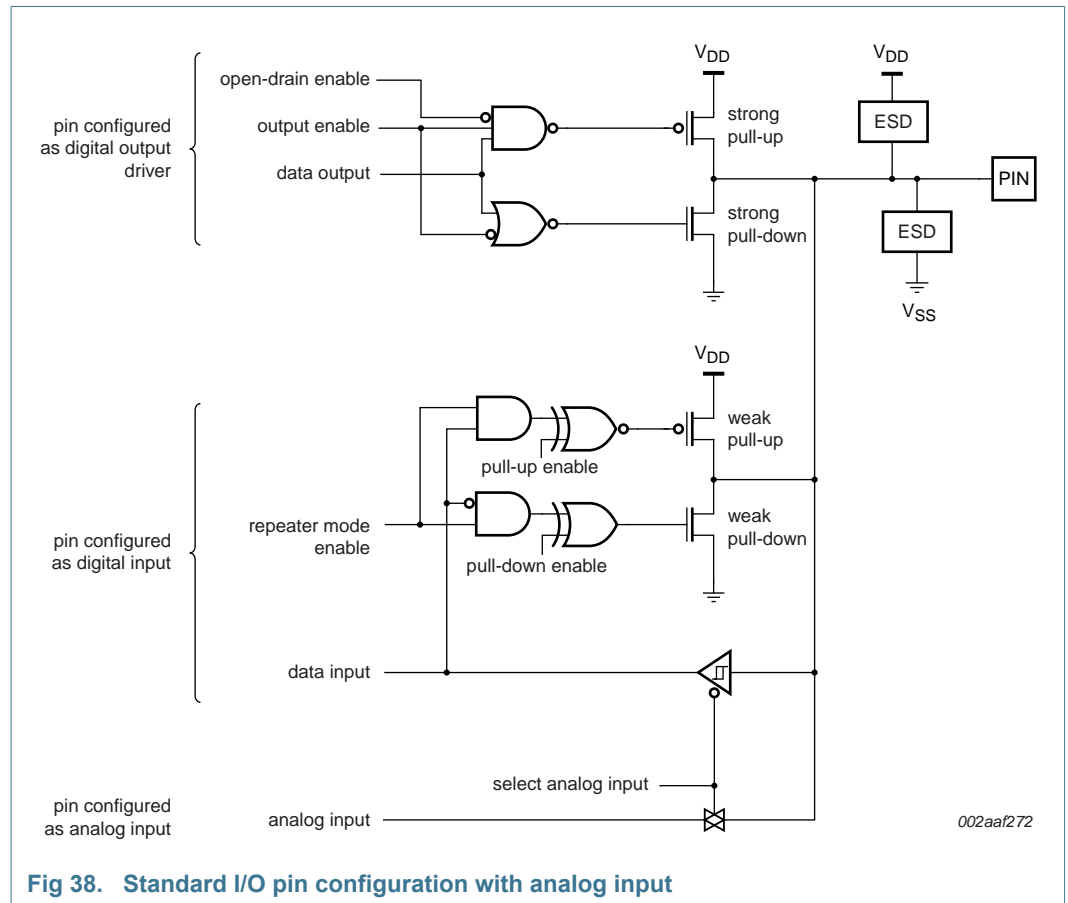 VDD
VDD
open-drain enable
strong
pull-up
ESD
pin configured
as digital output
driver
output enable
data output
PIN
strong
pull-down
ESD
VSS
VDD
weak
pull-up
pull-up enable
pin configured
as digital input
repeater mode
enable
weak
pull-down
pull-down enable
data input
select analog input
pin configured
as analog input
analog input
002aaf272
Fig 38. Standard I/O pin configuration with analog input